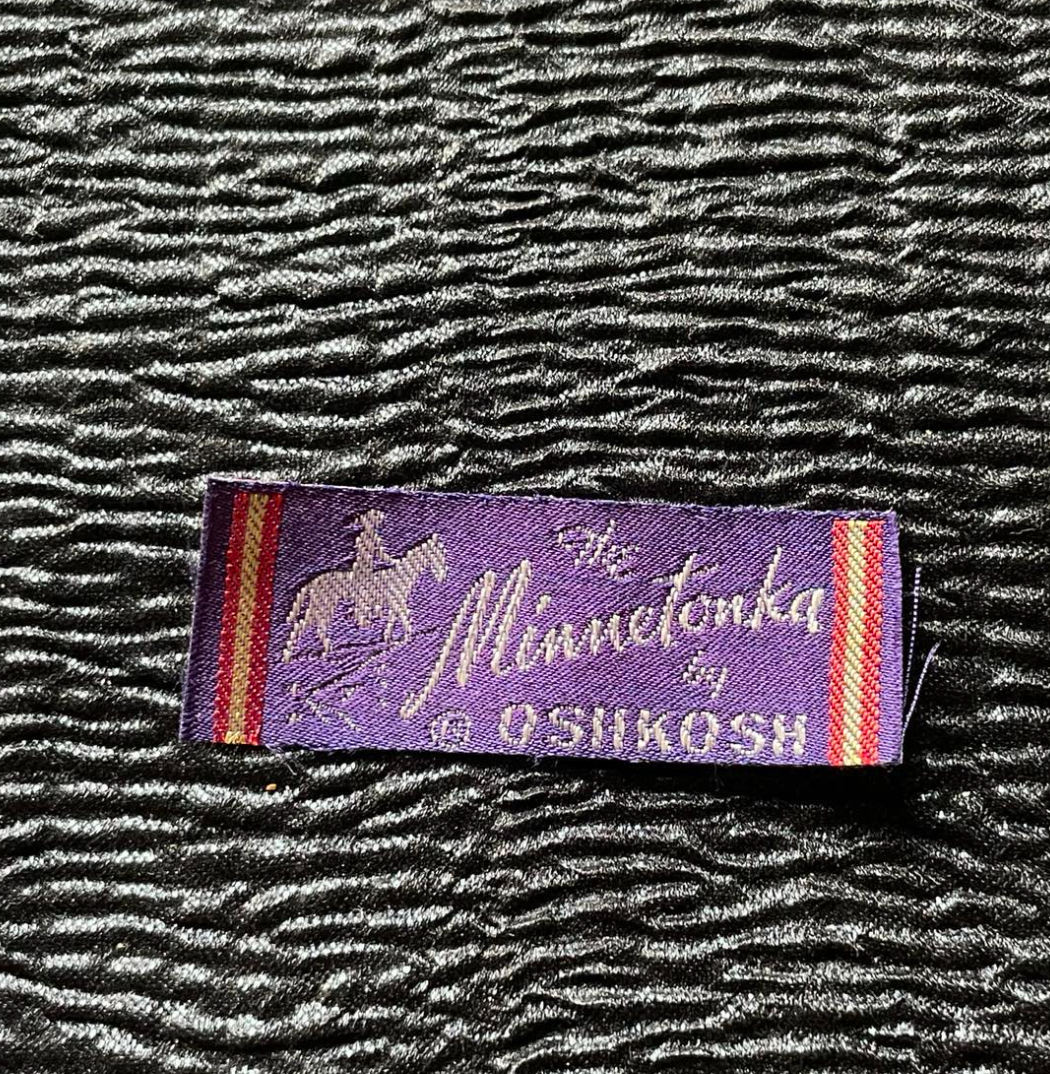 The
Minnetonka
by
® OSHKOSH